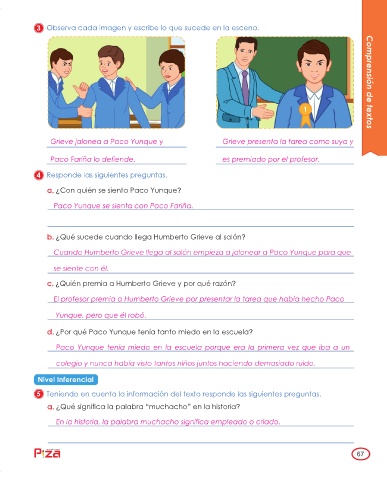 3 Observa cada imagen y escribe lo que sucede en la escena.
Comprensión de textos
1
Grieve jalonea a Paco Yunque y
Paco Fariña lo defiende.
Grieve presenta la tarea como suya y
es premiado por el profesor.
4 Responde las siguientes preguntas.
a. ¿Con quién se sienta Paco Yunque?
Paco Yunque se sienta con Paco Fariña.
b. ¿Qué sucede cuando llega Humberto Grieve al salón?
Cuando Humberto Grieve llega al salón empieza a jalonear a Paco Yunque para que
se siente con él.
c. ¿Quién premia a Humberto Grieve y por qué razón?
El profesor premia a Humberto Grieve por presentar la tarea que había hecho Paco
Yunque, pero que él robó.
d. ¿Por qué Paco Yunque tenía tanto miedo en la escuela?
Paco Yunque tenía miedo en la escuela porque era la primera vez que iba a un
colegio y nunca había visto tantos niños juntos haciendo demasiado ruido.
Nivel Inferencial
5 Teniendo en cuenta la información del texto responde las siguientes preguntas.
a. ¿Qué significa la palabra "muchacho" en la historia?
En la historia, la palabra muchacho significa empleado o criado.
P1ZA
67